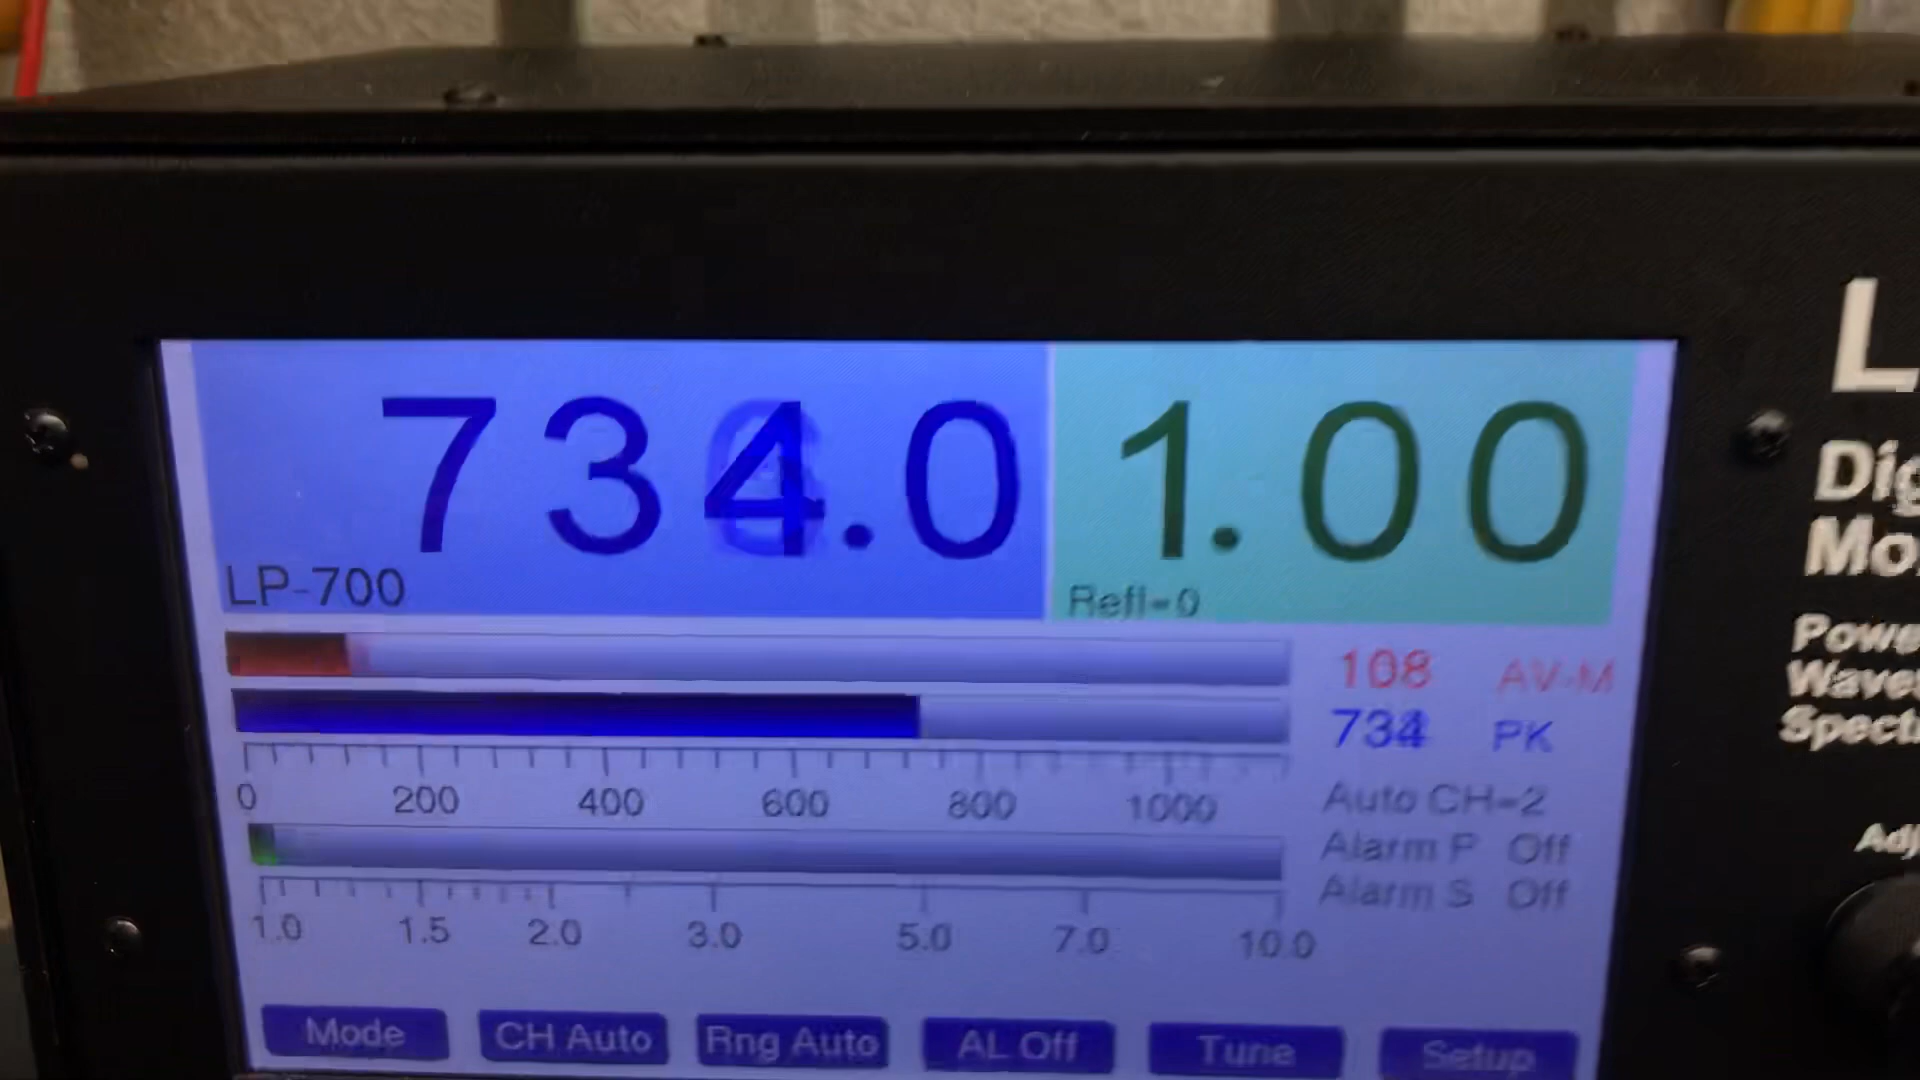 734.0 1.00
LP-700 Refl=0
108 AV-M
734 PK
0 200 400 600 800 1000
Auto CH=2
Alarm P Off
Alarm S Off
1.0 1.5 2.0 3.0 5.0 7.0 10.0
Mode CH Auto Rng Auto AL Off Tune Setup
L
Dig
Mo
Powe
Wave
Spect
Adj